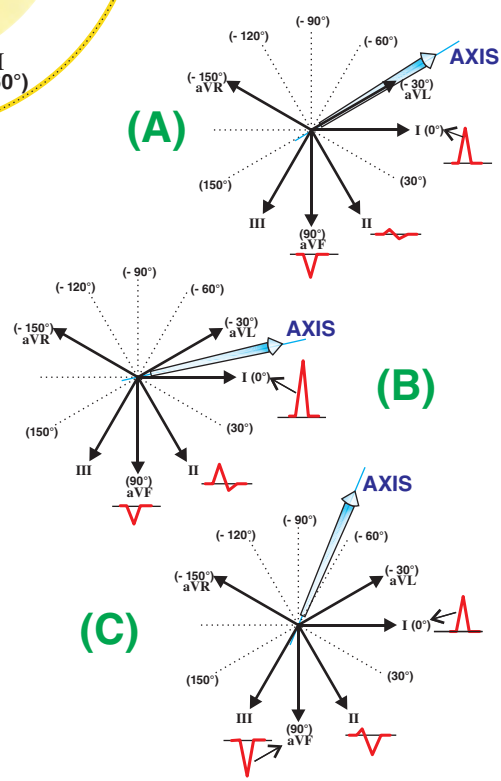 I
0°)
(A)
(- 90°)
(- 120°)
(- 60°)
AXIS
(- 150°)
aVR
(- 30°)
aVL
I (0°)
(150°)
(30°)
III
(90°)
aVF
II
(B)
(- 90°)
(- 120°)
(- 60°)
AXIS
(- 150°)
aVR
(- 30°)
aVL
I (0°)
(150°)
(30°)
III
(90°)
aVF
II
(C)
AXIS
(- 90°)
(- 120°)
(- 60°)
(- 150°)
aVR
(- 30°)
aVL
I (0°)
(150°)
(30°)
III
(90°)
aVF
II